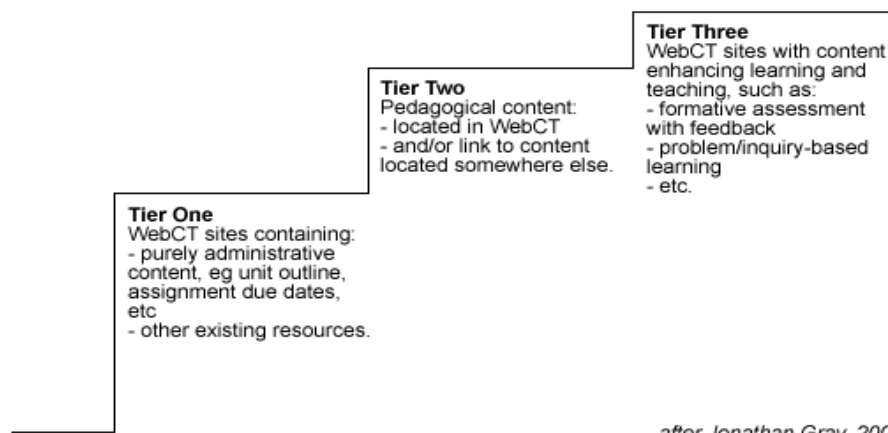 Tier Three
WebCT sites with content
enhancing learning and
teaching, such as:
- formative assessment
with feedback
- problem/inquiry-based
learning
- etc.
Tier Two
Pedagogical content:
- located in WebCT
- and/or link to content
located somewhere else.
Tier One
WebCT sites containing:
- purely administrative
content, eg unit outline,
assignment due dates,
etc
- other existing resources.
after Jonathan Gray,